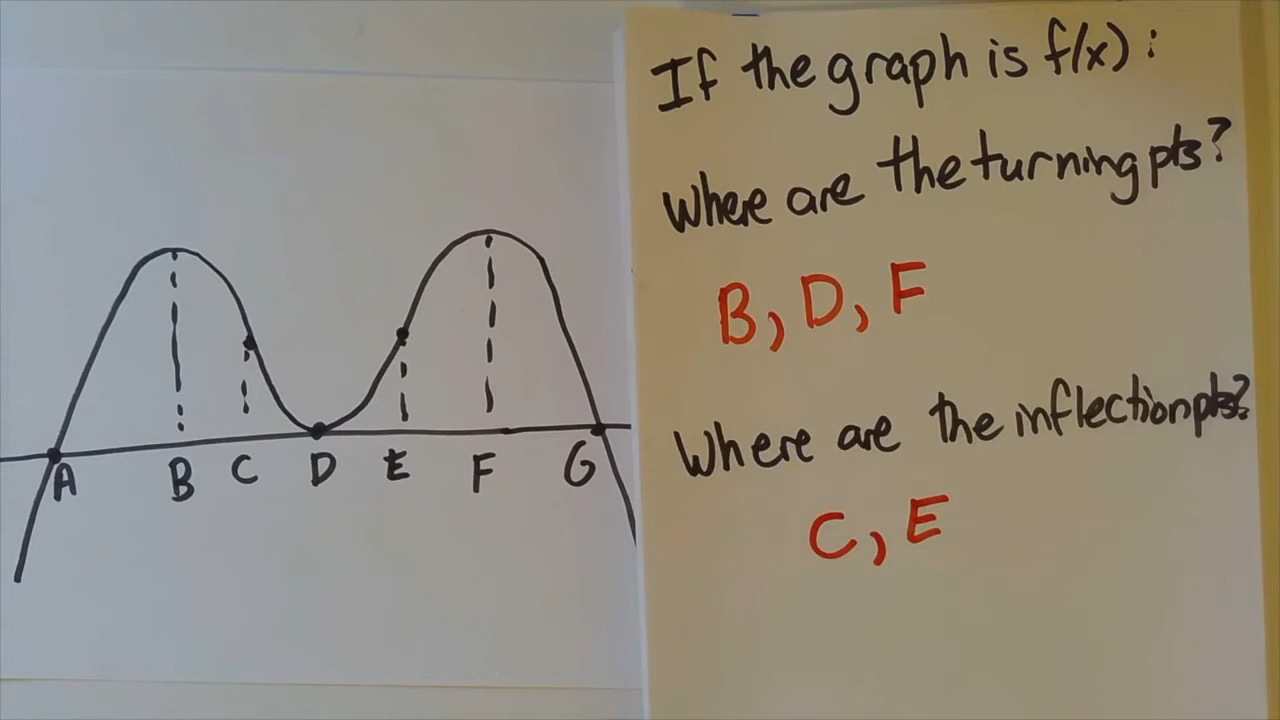 If the graph is f(x):
Where are the turning pts?
B, D, F
Where are the inflection pts?
C, E
A B C D E F G